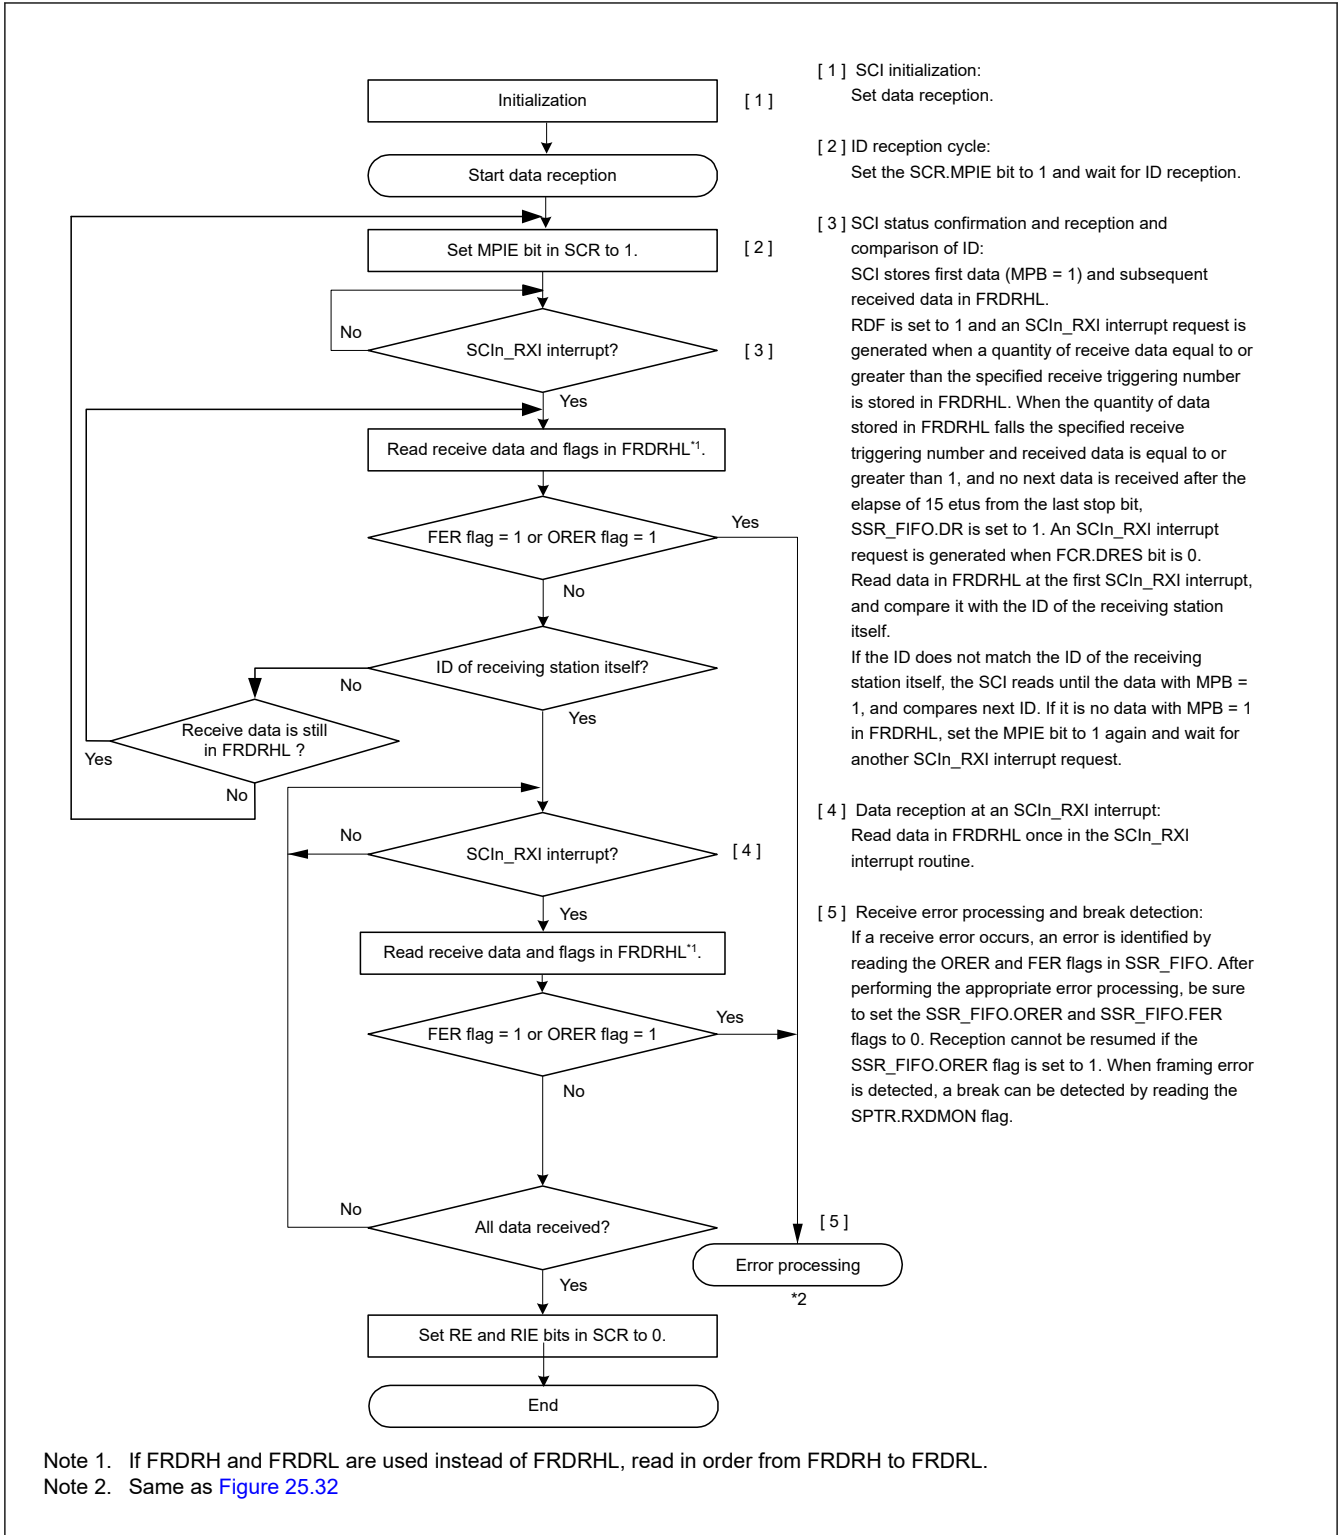 Initialization
[ 1 ]
Start data reception
Set MPIE bit in SCR to 1.
[ 2 ]
No
SCIn_RXI interrupt?
[ 3 ]
Yes
Read receive data and flags in FRDRHL*1.
FER flag = 1 or ORER flag = 1
Yes
No
ID of receiving station itself?
No
Yes
Receive data is still
in FRDRHL ?
Yes
No
No
SCIn_RXI interrupt?
[ 4 ]
Yes
Read receive data and flags in FRDRHL*1.
FER flag = 1 or ORER flag = 1
Yes
No
No
All data received?
Yes
[ 5 ]
Error processing
*2
Set RE and RIE bits in SCR to 0.
End
[ 1 ] SCI initialization:
Set data reception.
[ 2 ] ID reception cycle:
Set the SCR.MPIE bit to 1 and wait for ID reception.
[ 3 ] SCI status confirmation and reception and
comparison of ID:
SCI stores first data (MPB = 1) and subsequent
received data in FRDRHL.
RDF is set to 1 and an SCIn_RXI interrupt request is
generated when a quantity of receive data equal to or
greater than the specified receive triggering number
is stored in FRDRHL. When the quantity of data
stored in FRDRHL falls the specified receive
triggering number and received data is equal to or
greater than 1, and no next data is received after the
elapse of 15 etus from the last stop bit,
SSR_FIFO.DR is set to 1. An SCIn_RXI interrupt
request is generated when FCR.DRES bit is 0.
Read data in FRDRHL at the first SCIn_RXI interrupt,
and compare it with the ID of the receiving station
itself.
If the ID does not match the ID of the receiving
station itself, the SCI reads until the data with MPB =
1, and compares next ID. If it is no data with MPB = 1
in FRDRHL, set the MPIE bit to 1 again and wait for
another SCIn_RXI interrupt request.
[ 4 ] Data reception at an SCIn_RXI interrupt:
Read data in FRDRHL once in the SCIn_RXI
interrupt routine.
[ 5 ] Receive error processing and break detection:
If a receive error occurs, an error is identified by
reading the ORER and FER flags in SSR_FIFO. After
performing the appropriate error processing, be sure
to set the SSR_FIFO.ORER and SSR_FIFO.FER
flags to 0. Reception cannot be resumed if the
SSR_FIFO.ORER flag is set to 1. When framing error
is detected, a break can be detected by reading the
SPTR.RXDMON flag.
Note 1. If FRDRH and FRDRL are used instead of FRDRHL, read in order from FRDRH to FRDRL.
Note 2. Same as Figure 25.32